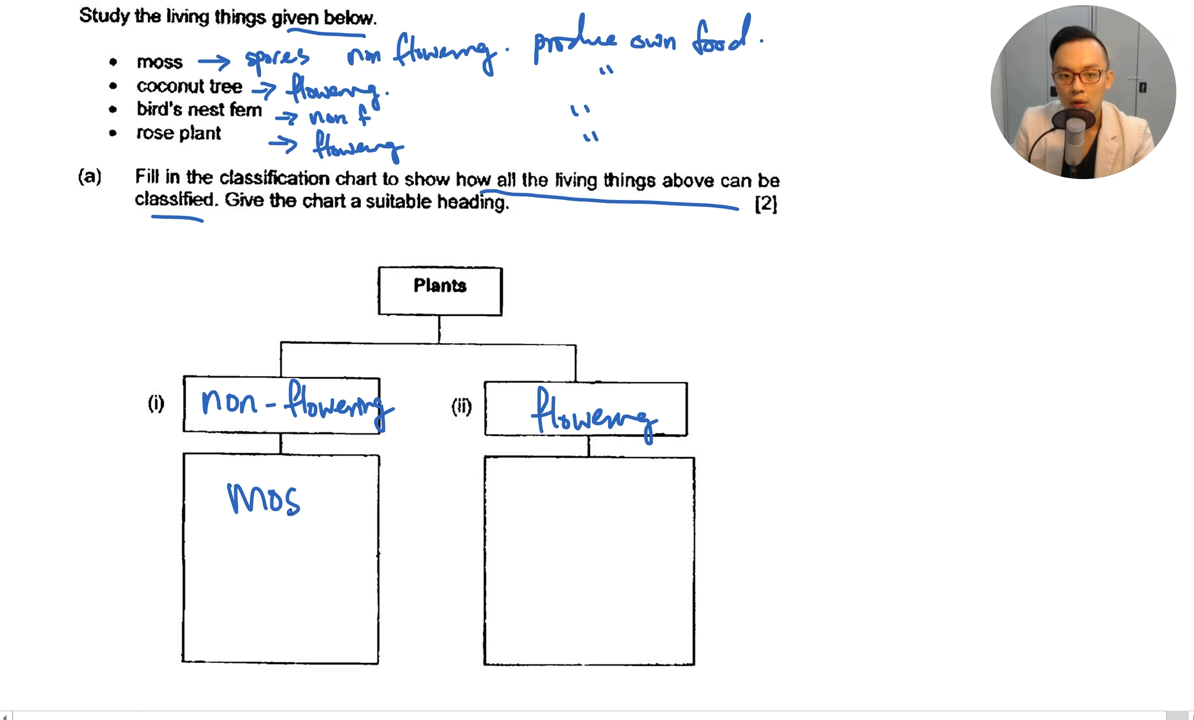 Study the living things given below.
• moss → spores non flowering. produce own food.
• coconut tree → flowering. "
• bird's nest fern → non f "
• rose plant → flowering "
(a) Fill in the classification chart to show how all the living things above can be
classified. Give the chart a suitable heading. [2]
Plants
(i) non-flowering (ii) flowering
mos